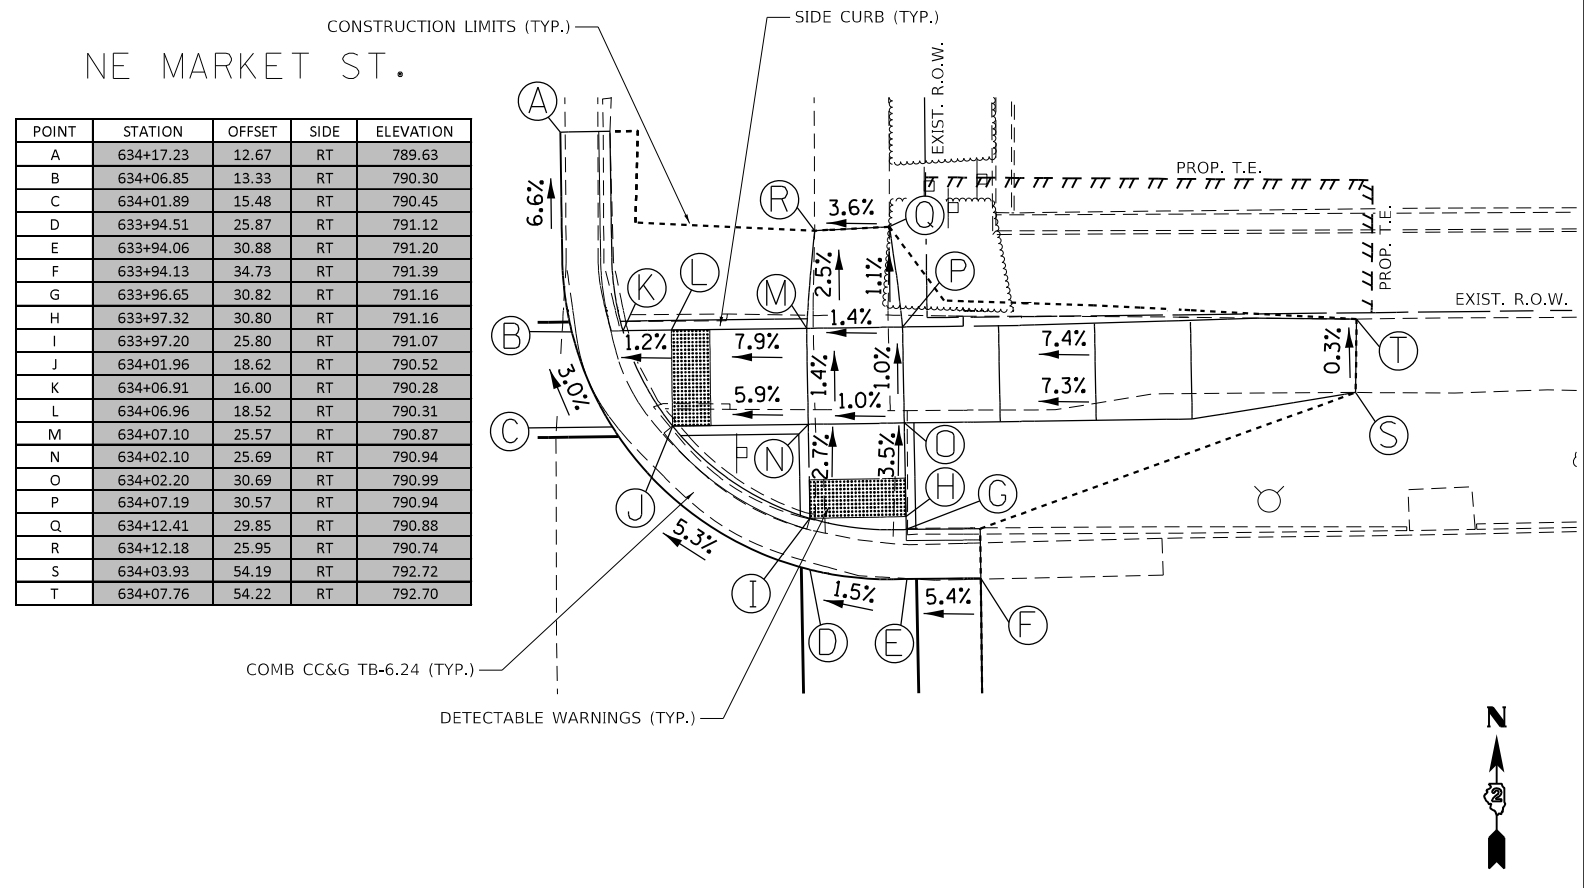 CONSTRUCTION LIMITS (TYP.)
SIDE CURB (TYP.)
NE MARKET ST.
POINT STATION OFFSET SIDE ELEVATION
A 634+17.23 12.67 RT 789.63
B 634+06.85 13.33 RT 790.30
C 634+01.89 15.48 RT 790.45
D 633+94.51 25.87 RT 791.12
E 633+94.06 30.88 RT 791.20
F 633+94.13 34.73 RT 791.39
G 633+96.65 30.82 RT 791.16
H 633+97.32 30.80 RT 791.16
I 633+97.20 25.80 RT 791.07
J 634+01.96 18.62 RT 790.52
K 634+06.91 16.00 RT 790.28
L 634+06.96 18.52 RT 790.31
M 634+07.10 25.57 RT 790.87
N 634+02.10 25.69 RT 790.94
O 634+02.20 30.69 RT 790.99
P 634+07.19 30.57 RT 790.94
Q 634+12.41 29.85 RT 790.88
R 634+12.18 25.95 RT 790.74
S 634+03.93 54.19 RT 792.72
T 634+07.76 54.22 RT 792.70
A
EXIST. R.O.W.
PROP. T.E.
6.6%
R
3.6%
Q
PROP. T.E.
2.5%
1.1%
P
K
L
M
EXIST. R.O.W.
1.4%
B
1.2%
7.9%
7.4%
0.3%
T
3.0%
1.4%
1.0%
5.9%
1.0%
7.3%
C
N
2.7%
3.5%
O
S
J
H
G
5.3%
I
1.5%
5.4%
D
E
F
COMB CC&G TB-6.24 (TYP.)
DETECTABLE WARNINGS (TYP.)
N
2